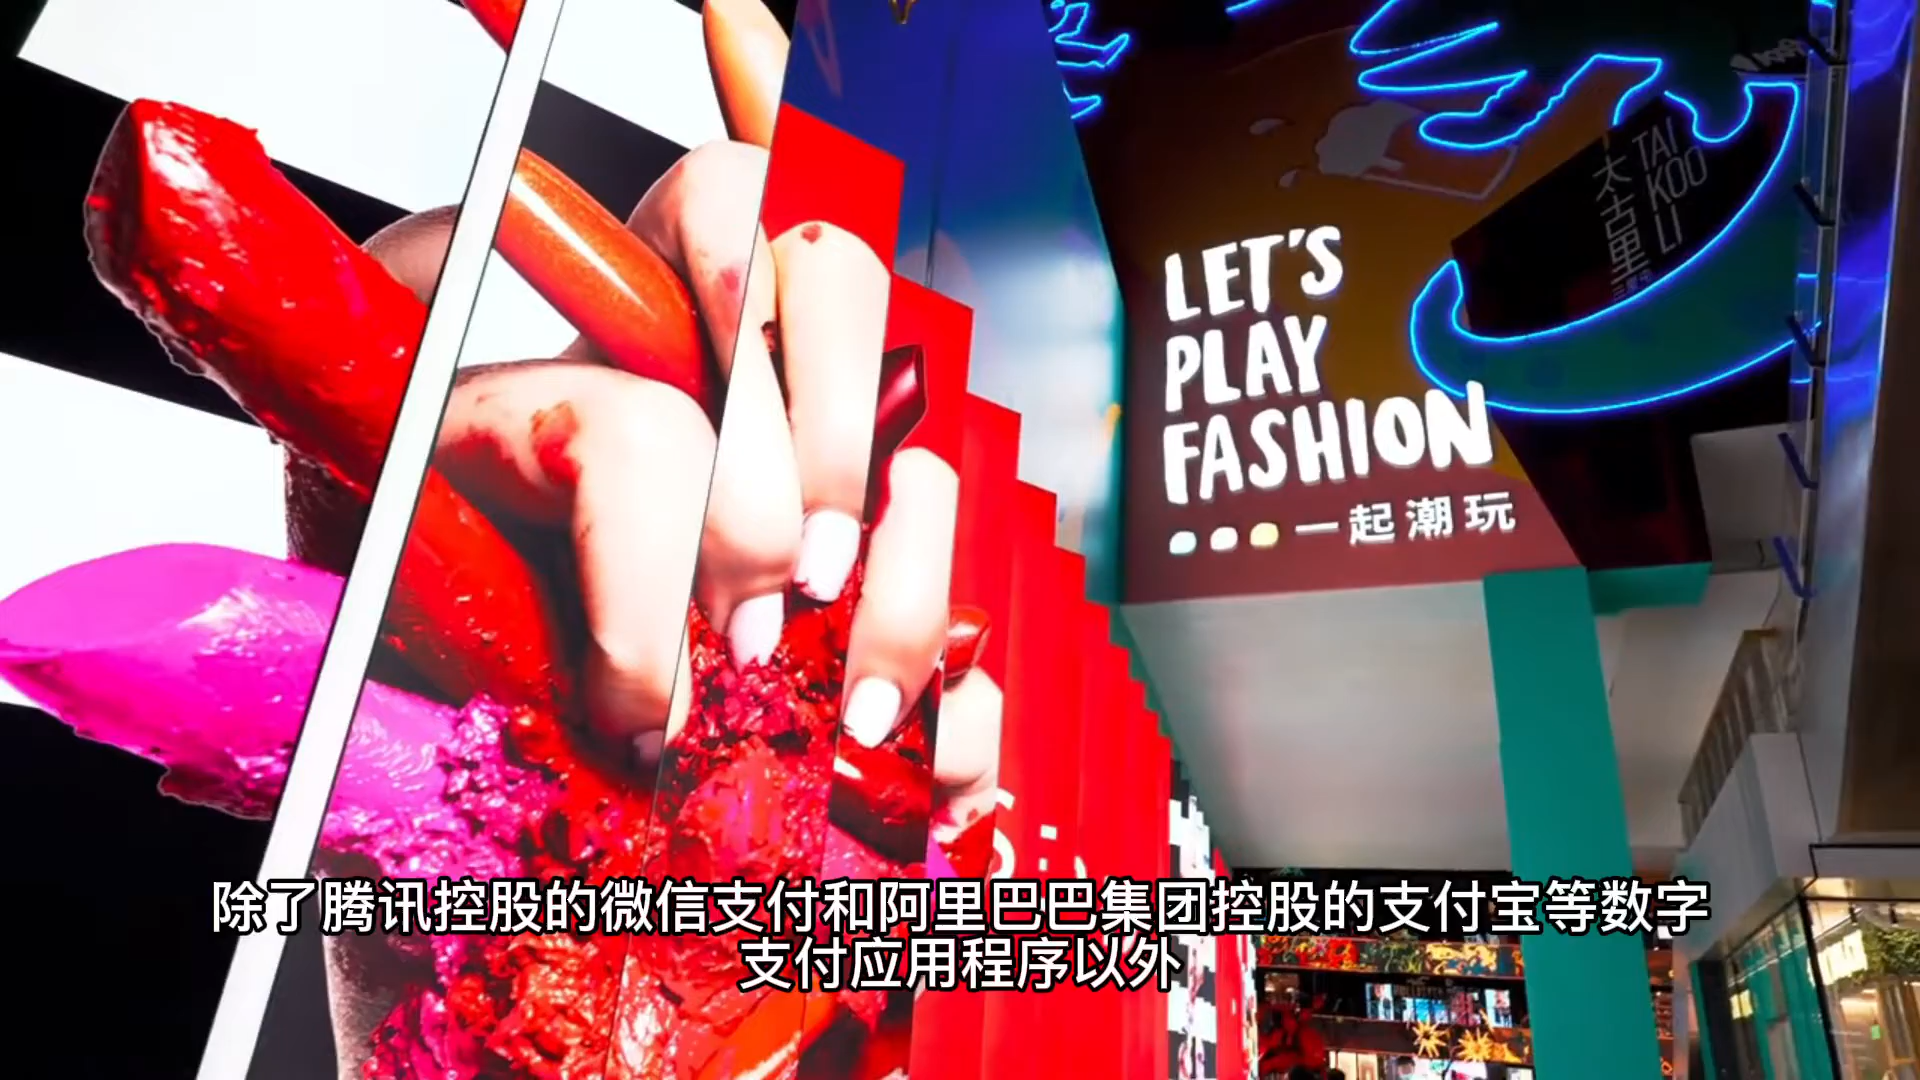 LET'S
PLAY
FASHION
一起潮玩
太古里
TAI
KOO
LI
除了腾讯控股的微信支付和阿里巴巴集团控股的支付宝等数字
支付应用程序以外